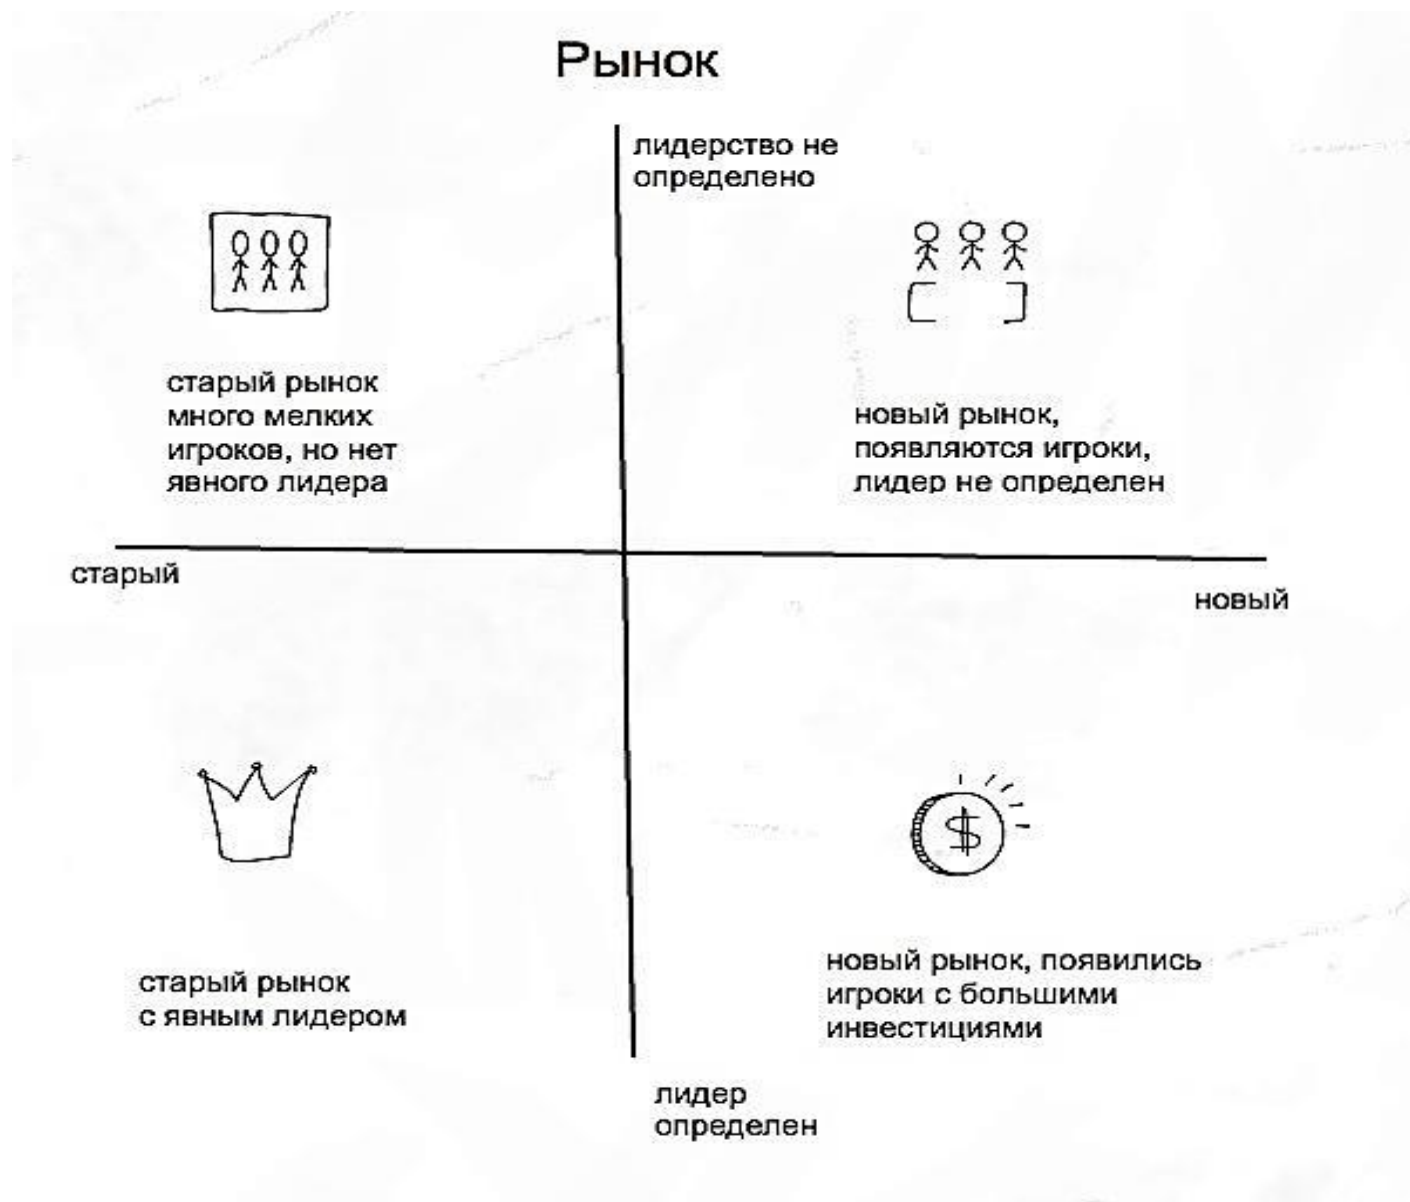 Рынок
лидерство не
определено
старый рынок
много мелких
игроков, но нет
явного лидера
новый рынок,
появляются игроки,
лидер не определен
старый
новый
$
старый рынок
с явным лидером
новый рынок, появились
игроки с большими
инвестициями
лидер
определен